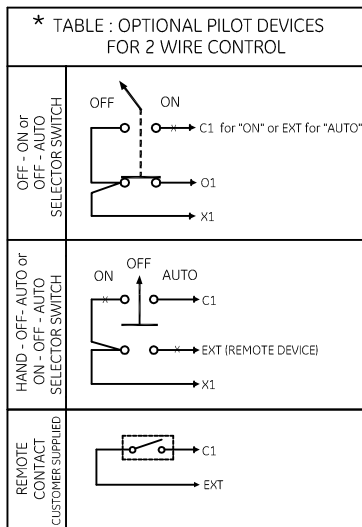 * TABLE : OPTIONAL PILOT DEVICES
FOR 2 WIRE CONTROL
OFF - ON or
OFF - AUTO
SELECTOR SWITCH
OFF ON
C1 for "ON" or EXT for "AUTO"
O1
X1
HAND - OFF- AUTO or
ON - OFF - AUTO
SELECTOR SWITCH
OFF
ON AUTO
C1
EXT (REMOTE DEVICE)
X1
REMOTE
CONTACT
CUSTOMER SUPPLIED
C1
EXT